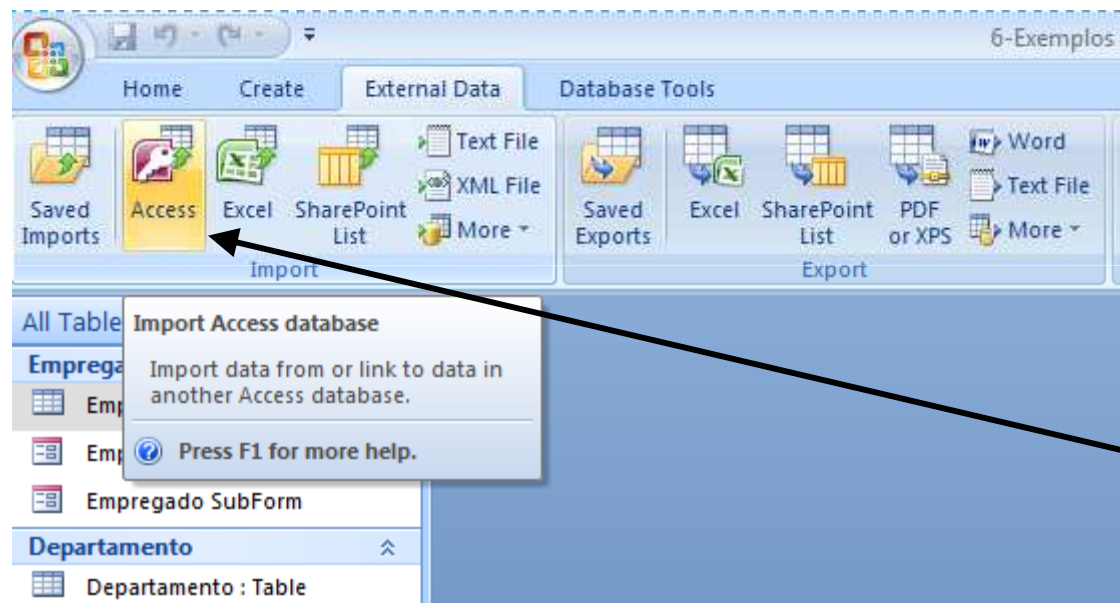 6-Exemplos
Home Create External Data Database Tools
Saved Imports
Access
Excel
SharePoint List
Text File
XML File
More
Import
Saved Exports
Excel
SharePoint List
PDF or XPS
Word
Text File
More
Export
All Table
Import Access database
Import data from or link to data in
another Access database.
Press F1 for more help.
Emprega
Emp
Emp
Empregado SubForm
Departamento
Departamento : Table